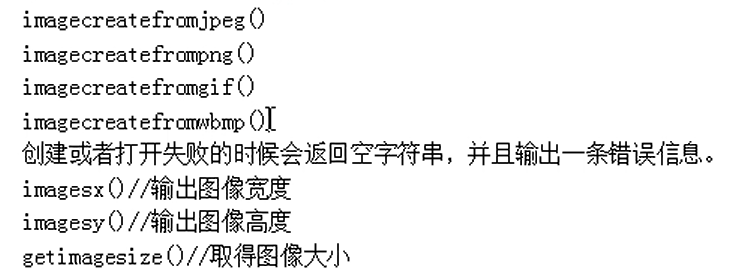 imagecreatefromjpeg()
imagecreatefrompng()
imagecreatefromgif()
imagecreatefromwbmp()
创建或者打开失败的时候会返回空字符串，并且输出一条错误信息。
imagesx()//输出图像宽度
imagesy()//输出图像高度
getimagesize()//取得图像大小